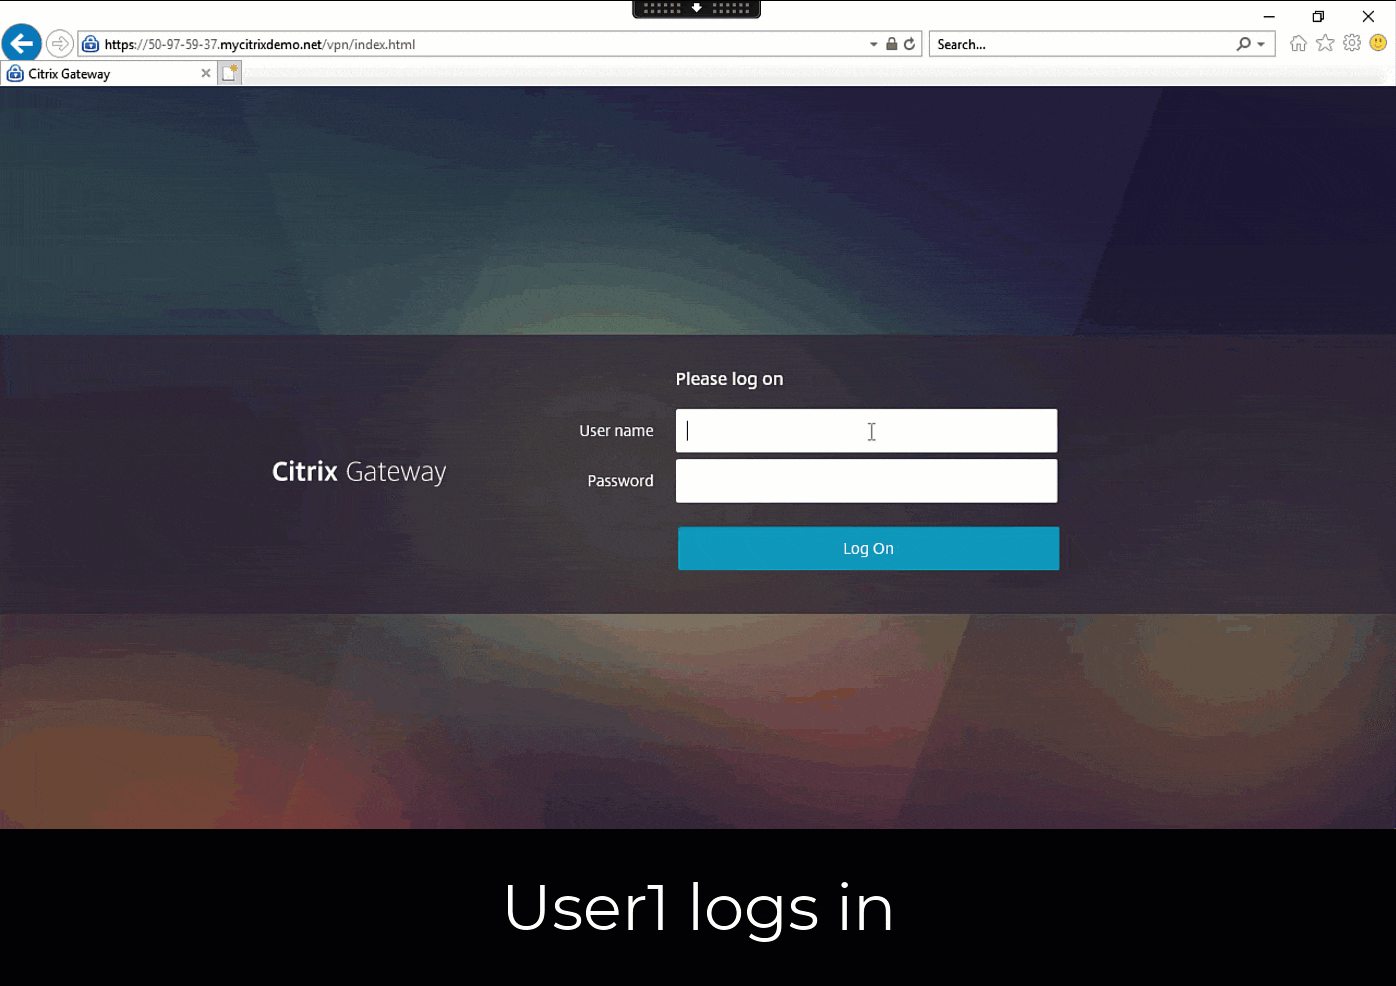 https://50-97-59-37.mycitrixdemo.net/vpn/index.html
Search...
Citrix Gateway
Please log on
User name
Citrix Gateway
Password
Log On
User1 logs in